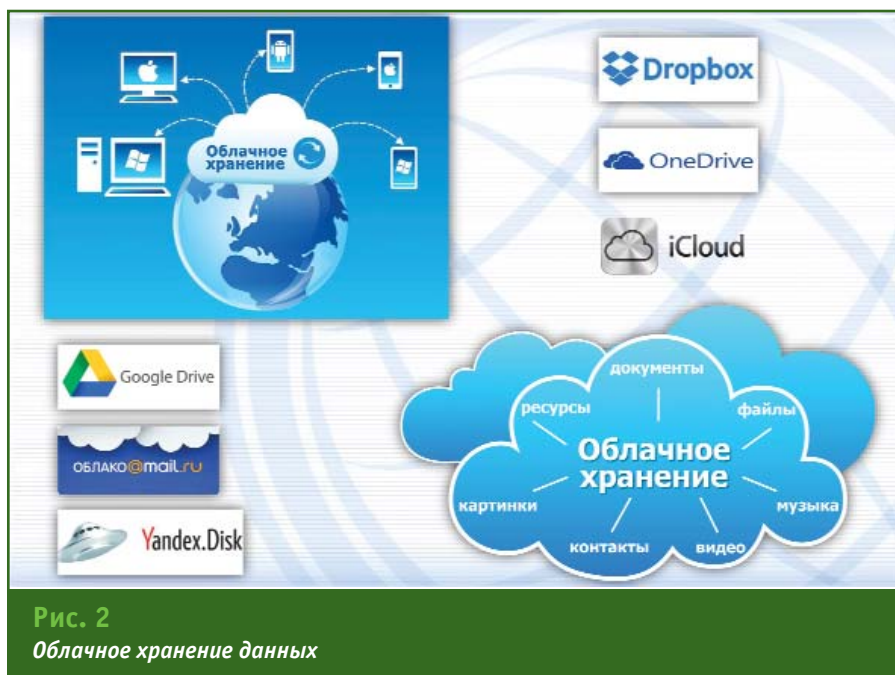 Облачное
хранение
Dropbox
OneDrive
iCloud
Google Drive
ОБЛАКО@mail.ru
Yandex.Disk
документы
ресурсы
файлы
Облачное
хранение
картинки
музыка
контакты
видео
Рис. 2
Облачное хранение данных